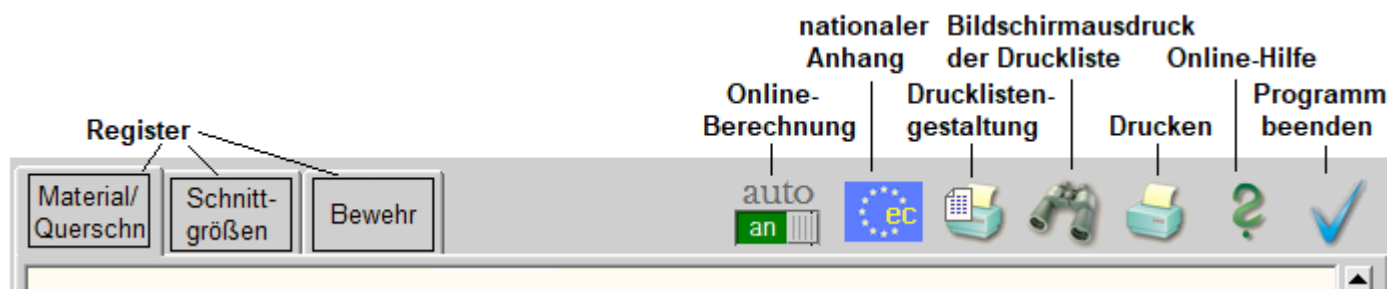 nationaler
Anhang
Bildschirmausdruck
der Druckliste
Online-Hilfe
Online-
Berechnung
Drucklisten-
gestaltung
Drucken
Programm
beenden
Register
Material/
Querschn
Schnitt-
größen
Bewehr
auto
an
ec